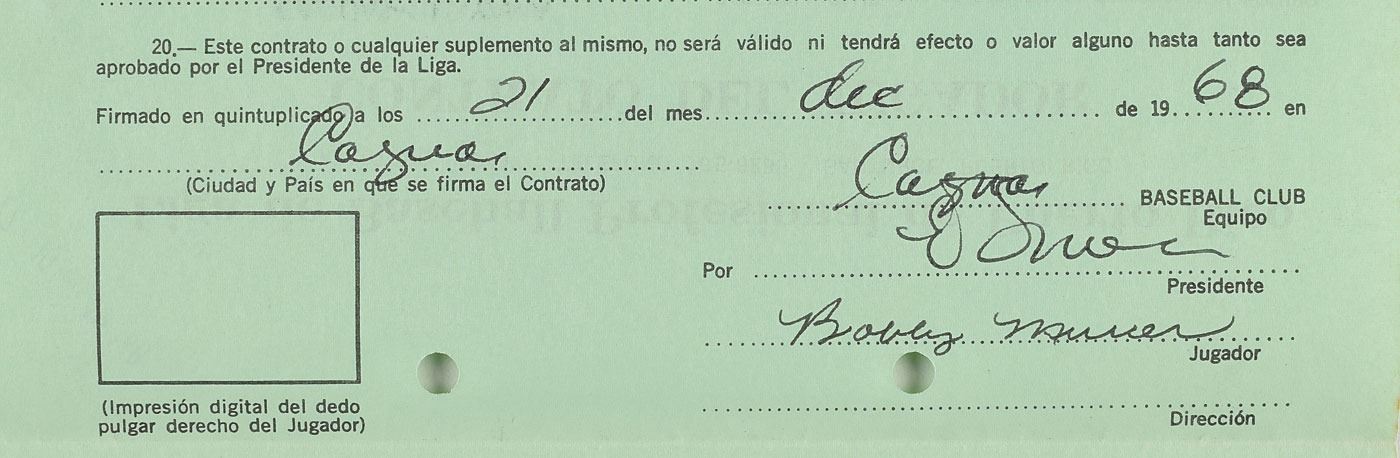 20.— Este contrato o cualquier suplemento al mismo, no será válido ni tendrá efecto o valor alguno hasta tanto sea
aprobado por el Presidente de la Liga.
Firmado en quintuplicado a los 21 del mes dec de 1968 en
Caguas
(Ciudad y País en que se firma el Contrato)
Caguas BASEBALL CLUB
Equipo
Por
Presidente
Bobby Murcer
Jugador
(Impresión digital del dedo
pulgar derecho del Jugador)
Dirección